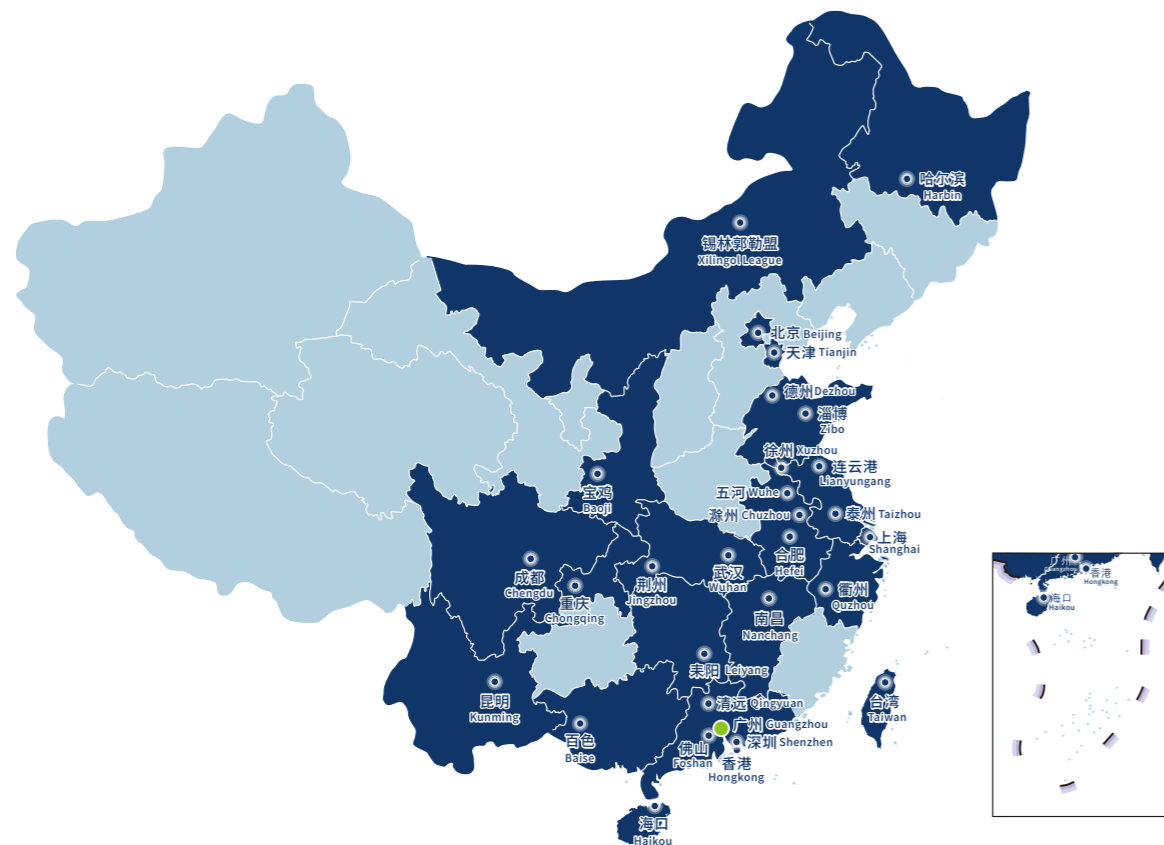 哈尔滨
Harbin
锡林郭勒盟
Xilingol League
北京 Beijing
天津 Tianjin
德州 Dezhou
淄博
Zibo
徐州 Xuzhou
连云港
Lianyungang
宝鸡
Baoji
五河 Wuhe
滁州 Chuzhou
泰州 Taizhou
上海
Shanghai
合肥
Hefei
成都
Chengdu
重庆
Chongqing
荆州
Jingzhou
武汉
Wuhan
衢州
Quzhou
南昌
Nanchang
耒阳 Leiyang
昆明
Kunming
百色
Baise
清远 Qingyuan
广州 Guangzhou
佛山
Foshan
深圳 Shenzhen
香港
Hongkong
台湾
Taiwan
海口
Haikou
广州
Guangzhou
香港
Hongkong
海口
Haikou